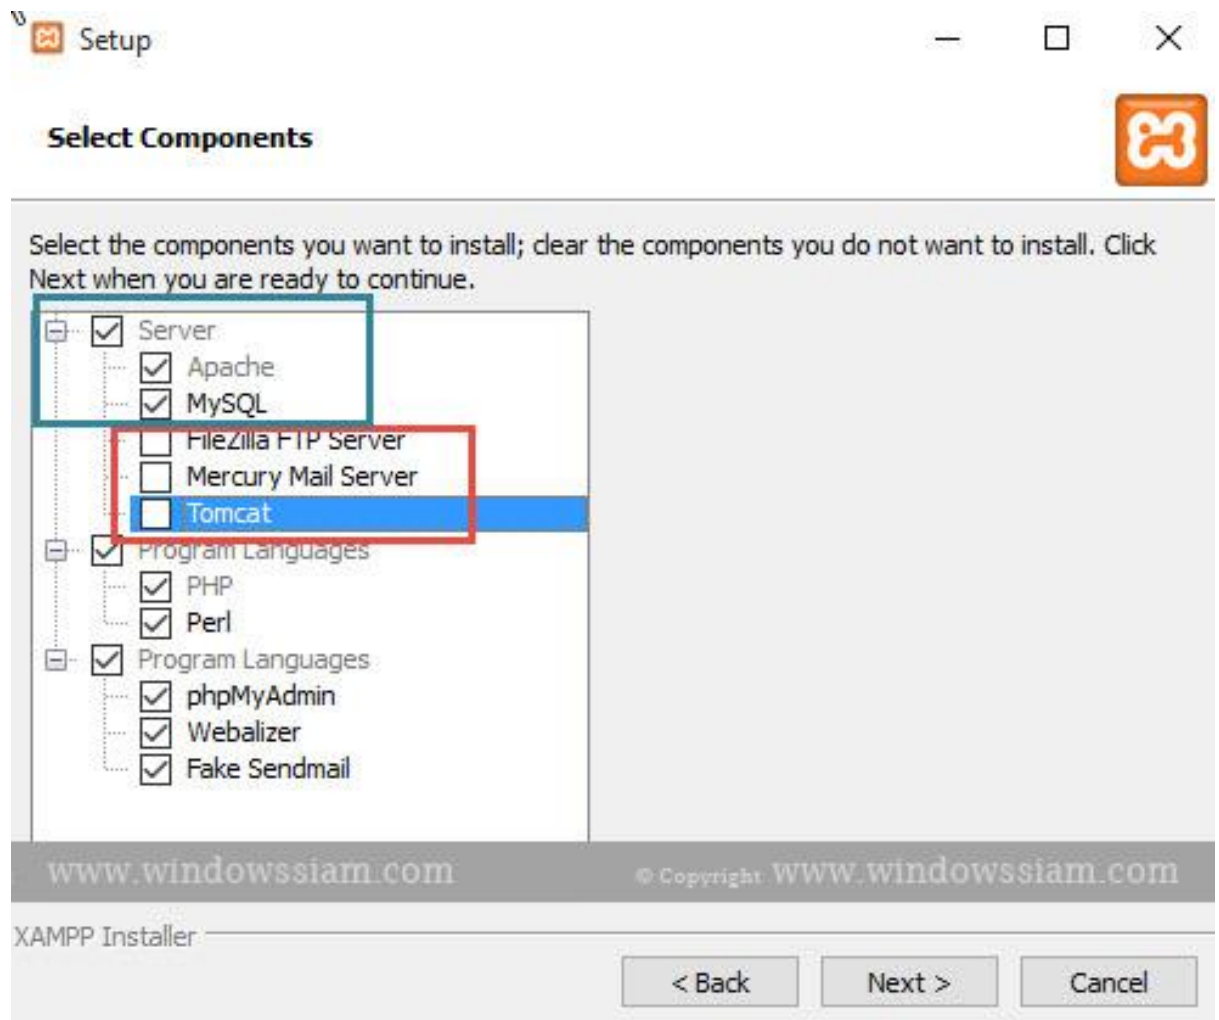 Setup
Select Components
Select the components you want to install; clear the components you do not want to install. Click
Next when you are ready to continue.
Server
Apache
MySQL
FileZilla FTP Server
Mercury Mail Server
Tomcat
Program Languages
PHP
Perl
Program Languages
phpMyAdmin
Webalizer
Fake Sendmail
www.windowssiam.com © Copyright www.windowssiam.com
XAMPP Installer
< Back Next > Cancel